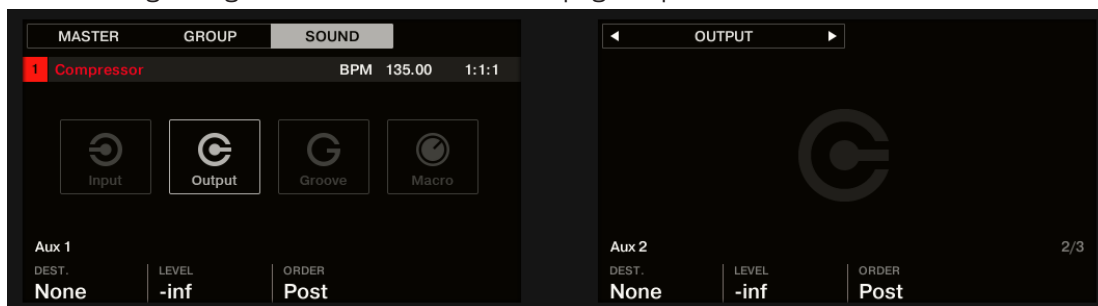 MASTER GROUP SOUND
1 Compressor BPM 135.00 1:1:1
Input Output Groove Macro
Aux 1
DEST. LEVEL ORDER
None -inf Post
OUTPUT
Aux 2 2/3
DEST. LEVEL ORDER
None -inf Post